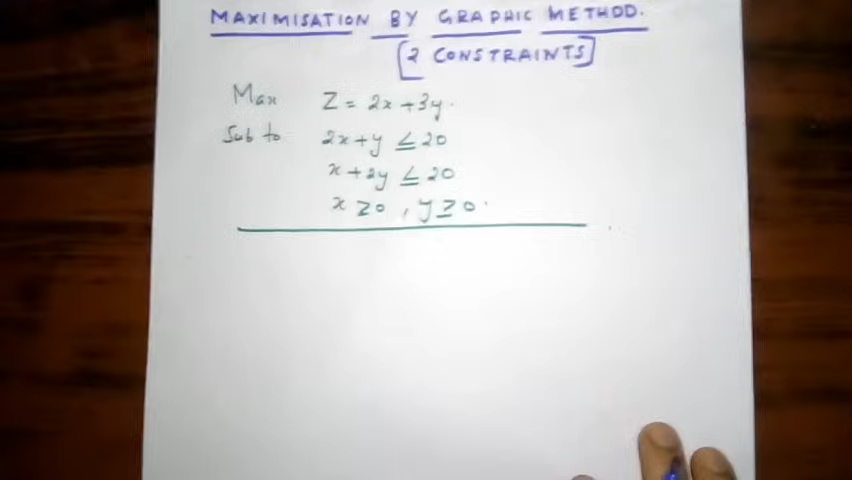 MAXIMISATION BY GRAPHIC METHOD.
[2 CONSTRAINTS]
Max Z = 2x + 3y.
Sub to 2x + y ≤ 20
x + 2y ≤ 20
x ≥ 0, y ≥ 0.